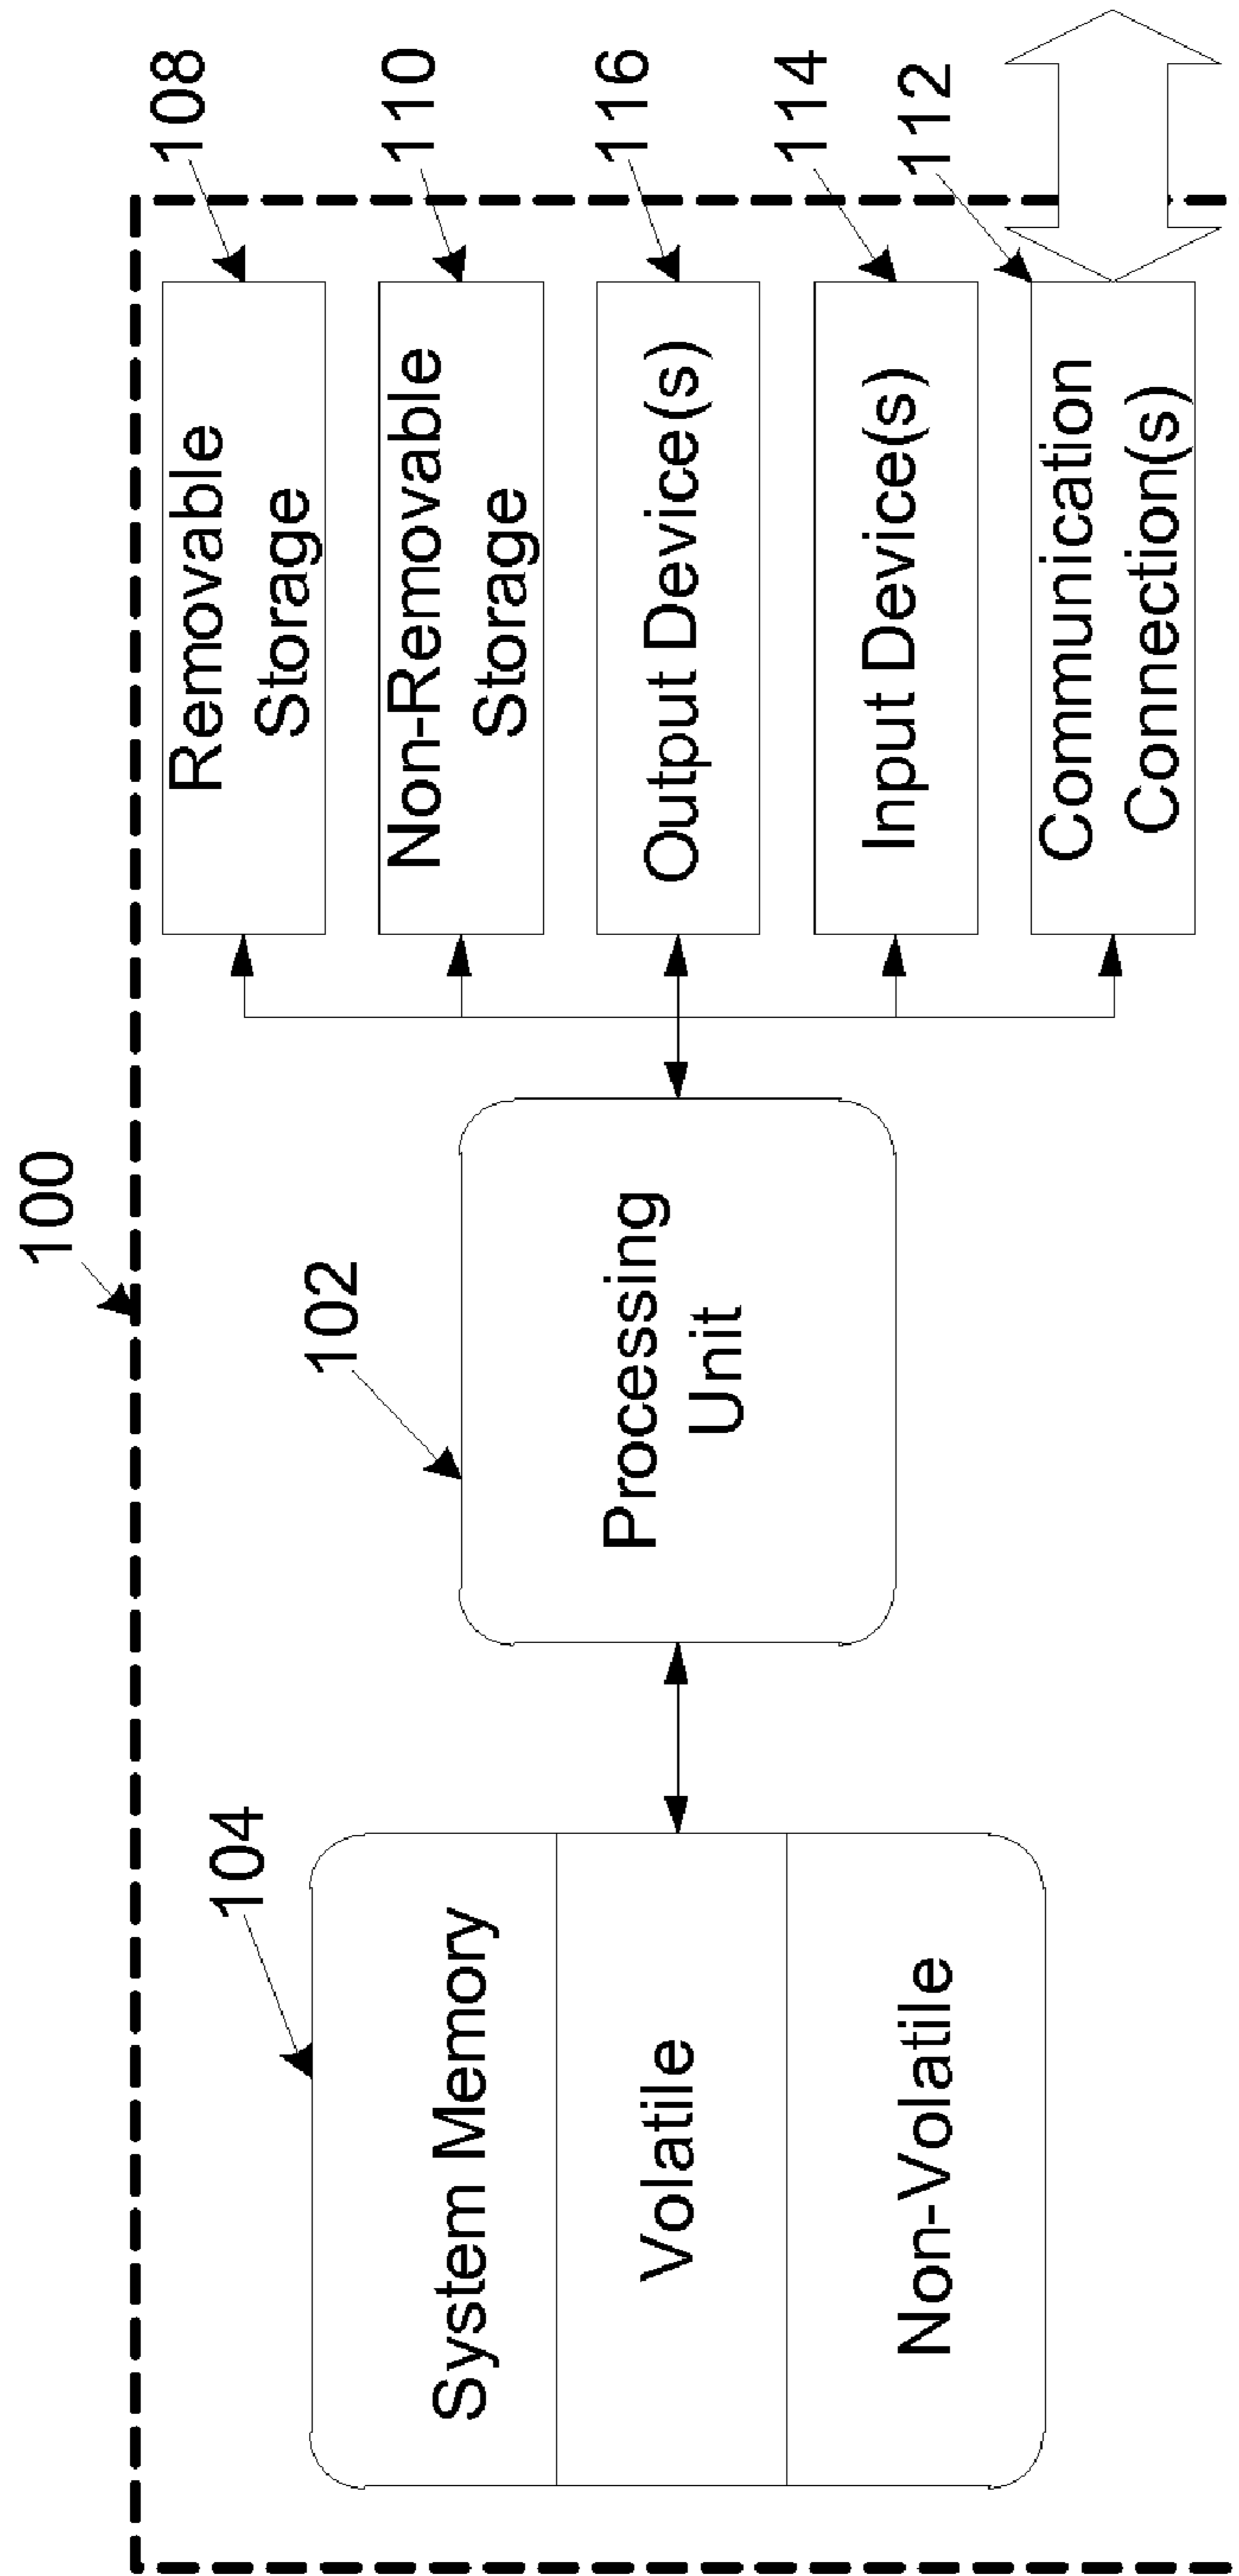 100
104
System Memory
Volatile
Non-Volatile
102
Processing
Unit
108
Removable
Storage
110
Non-Removable
Storage
116
Output Device(s)
114
Input Device(s)
112
Communication
Connection(s)